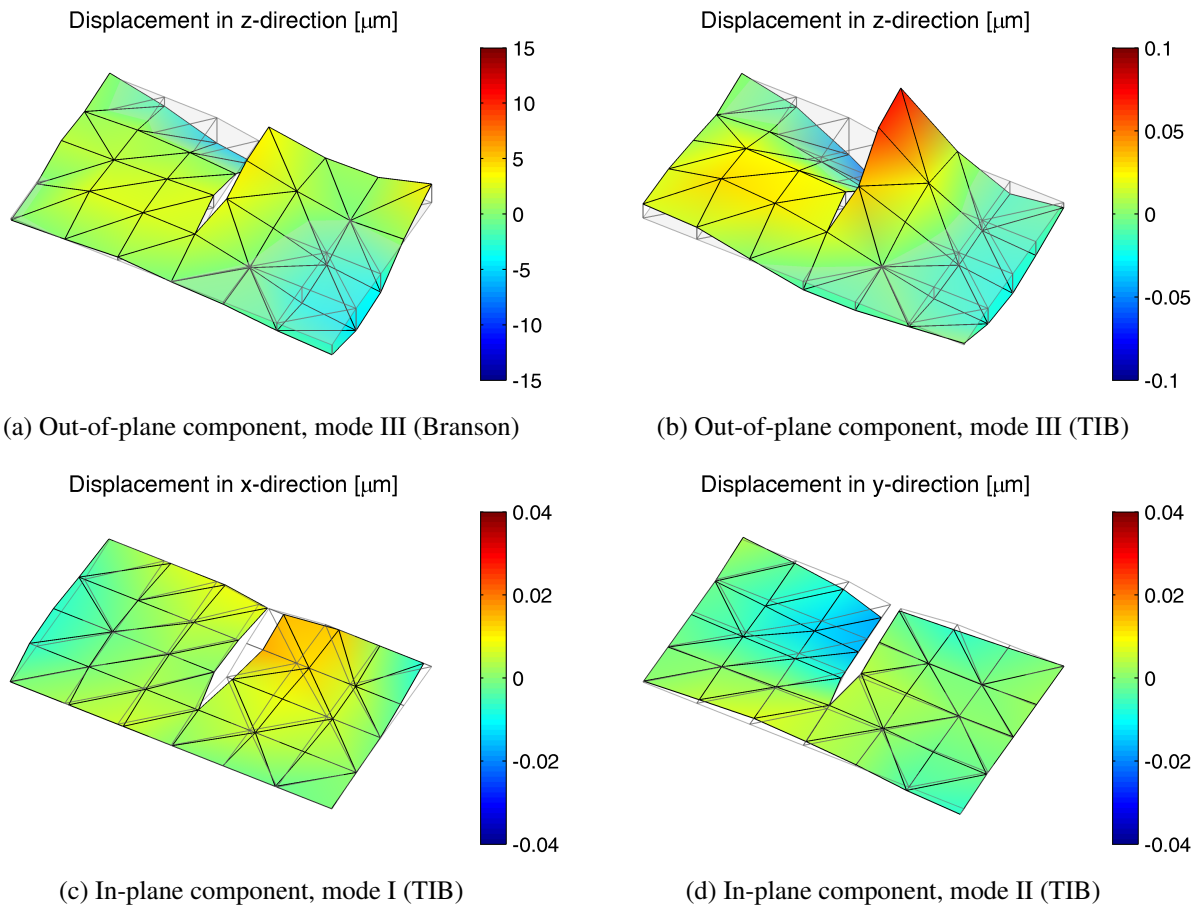 Displacement in z-direction [μm]
15
10
5
0
-5
-10
-15
(a) Out-of-plane component, mode III (Branson)
Displacement in z-direction [μm]
0.1
0.05
0
-0.05
-0.1
(b) Out-of-plane component, mode III (TIB)
Displacement in x-direction [μm]
0.04
0.02
0
-0.02
-0.04
(c) In-plane component, mode I (TIB)
Displacement in y-direction [μm]
0.04
0.02
0
-0.02
-0.04
(d) In-plane component, mode II (TIB)